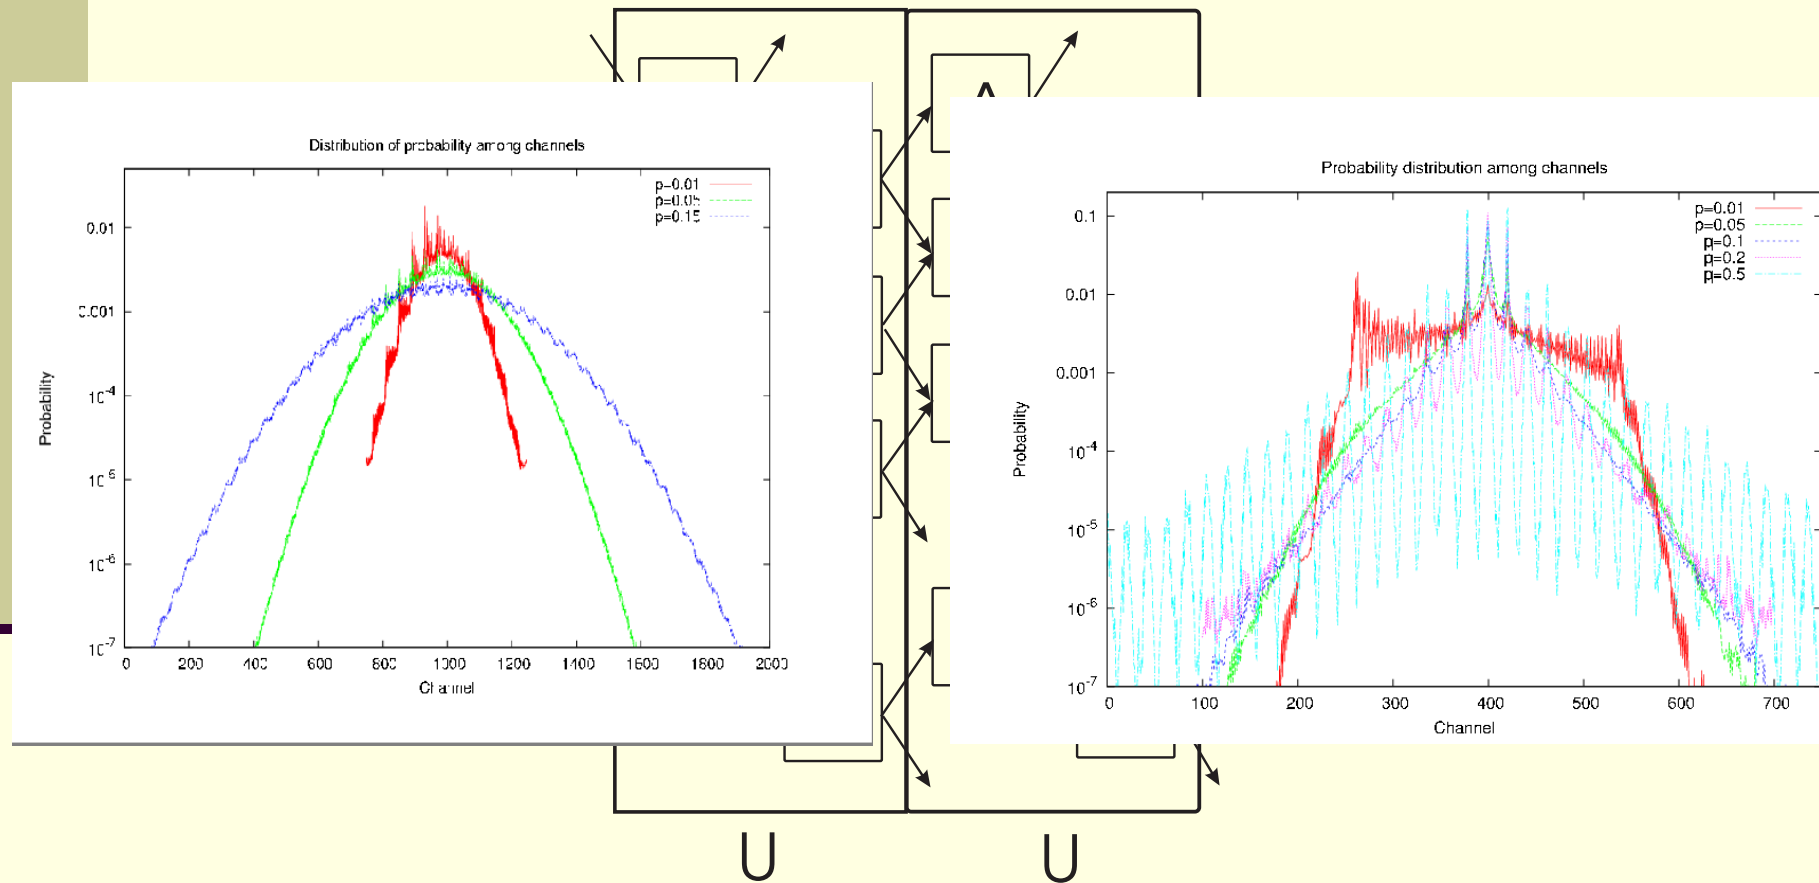 A
Distribution of probability among channels
p=0.01
p=0.05
p=0.15
0.01
0.001
10-4
10-5
10-6
10-7
Probability
0 200 400 600 800 1000 1200 1400 1600 1800 2000
Channel
Probability distribution among channels
p=0.01
p=0.05
p=0.1
p=0.2
p=0.5
0.1
0.01
0.001
10-4
10-5
10-6
10-7
Probability
0 100 200 300 400 500 600 700
Channel
U U